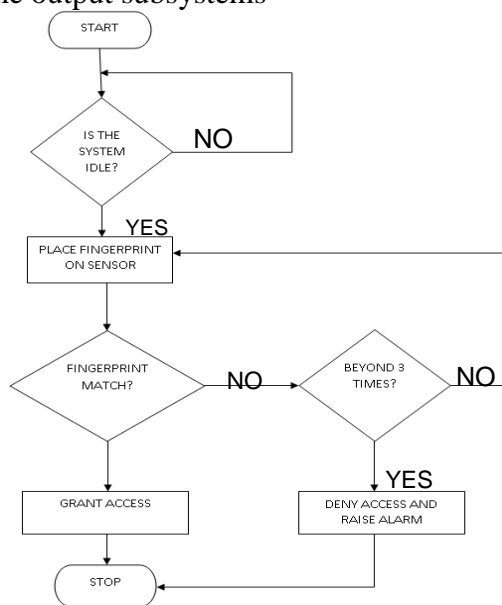 ne output subsystems
START
IS THE
SYSTEM
IDLE?
NO
YES
PLACE FINGERPRINT
ON SENSOR
FINGERPRINT
MATCH?
NO
BEYOND 3
TIMES?
NO
YES
GRANT ACCESS
DENY ACCESS AND
RAISE ALARM
STOP